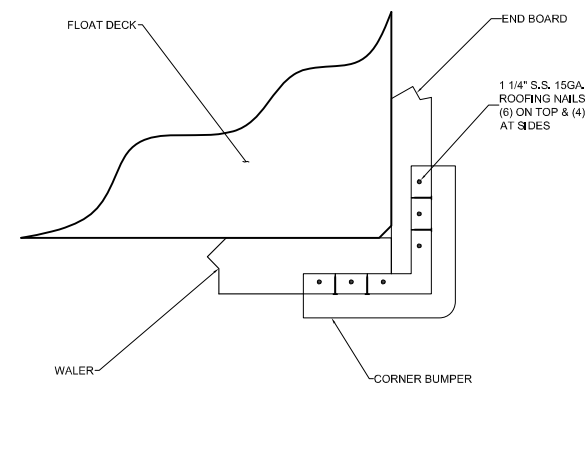 FLOAT DECK
END BOARD
1 1/4" S.S. 15GA.
ROOFING NAILS
(6) ON TOP & (4)
AT SIDES
WALER
CORNER BUMPER